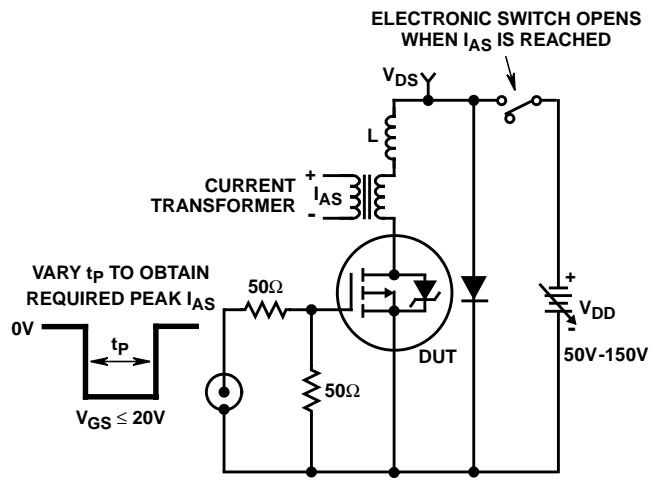 ELECTRONIC SWITCH OPENS
WHEN IAS IS REACHED
VDS
L
CURRENT
TRANSFORMER
+
IAS
-
VARY tP TO OBTAIN
REQUIRED PEAK IAS
50Ω
0V
tP
VGS ≤ 20V
50Ω
DUT
+
VDD
-
50V-150V